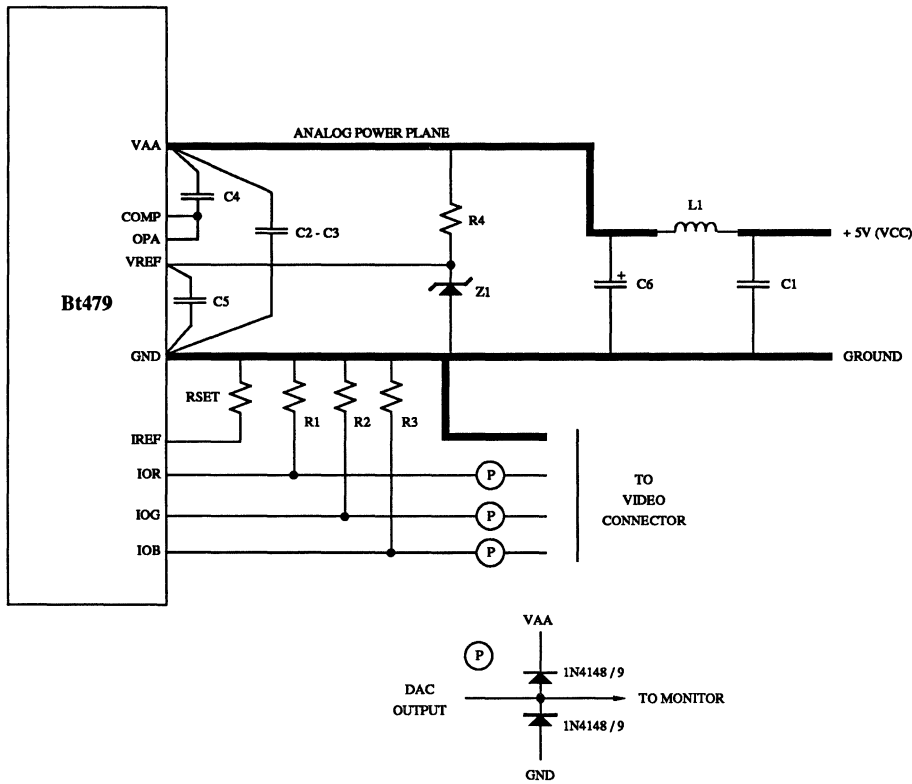 ANALOG POWER PLANE
VAA
C4
COMP
OPA
C2 - C3
R4
L1
+ 5V (VCC)
VREF
Bt479
C5
Z1
+
C6
C1
GND
GROUND
RSET
R1
R2
R3
IREF
IOR
P
TO
VIDEO
CONNECTOR
IOG
P
IOB
P
VAA
P
1N4148 / 9
DAC
OUTPUT
TO MONITOR
1N4148 / 9
GND